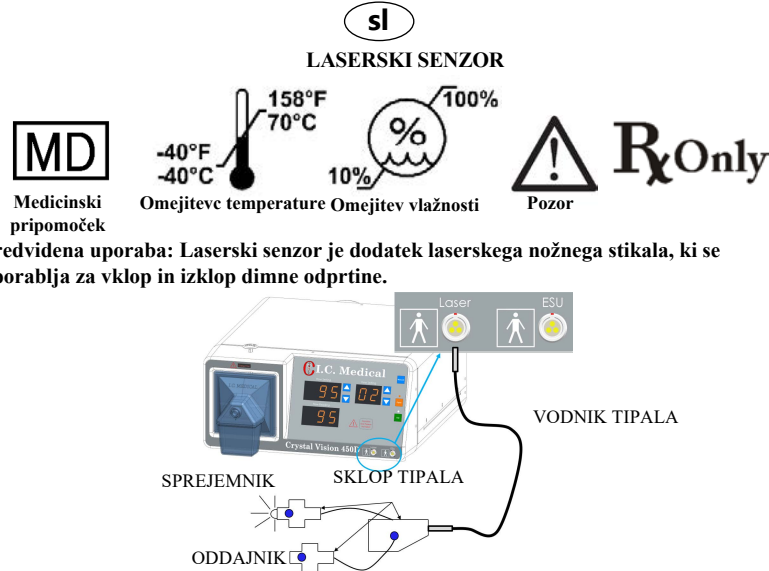 sl
LASERSKI SENZOR
158°F
70°C
-40°F
-40°C
100%
%
10%
MD
Rx Only
Medicinski
pripomoček
Omejitevc temperature
Omejitev vlažnosti
Pozor
redvidena uporaba: Laserski senzor je dodatek laserskega nožnega stikala, ki se
porablja za vklop in izklop dimne odprtine.
Laser
ESU
I.C. Medical
95
02
95
Crystal Vision 450D
VODNIK TIPALA
SKLOP TIPALA
SPREJEMNIK
ODDAJNIK